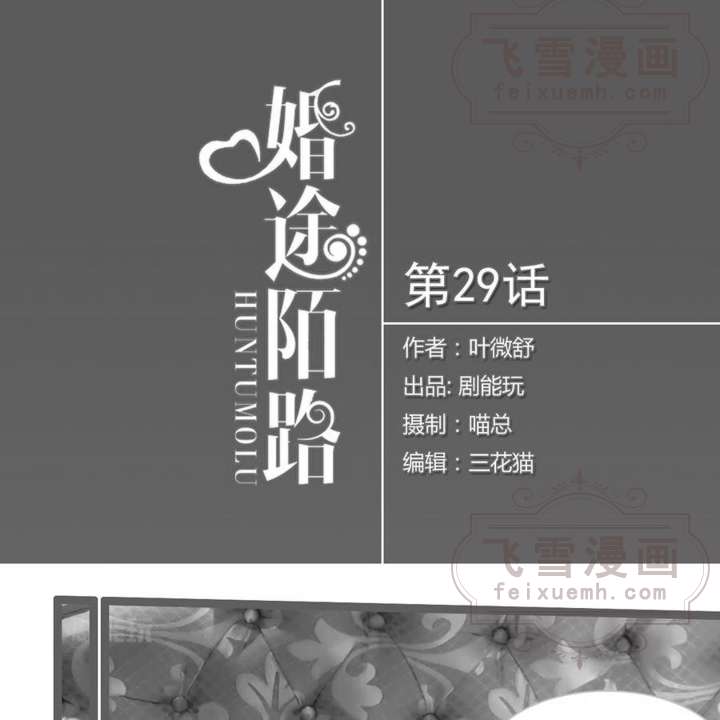 飞雪漫画
feixuemh.com
婚途陌路
HUNTUMOLU
第29话
作者：叶微舒
出品: 剧能玩
摄制：喵总
编辑：三花猫
飞雪漫画
feixuemh.com